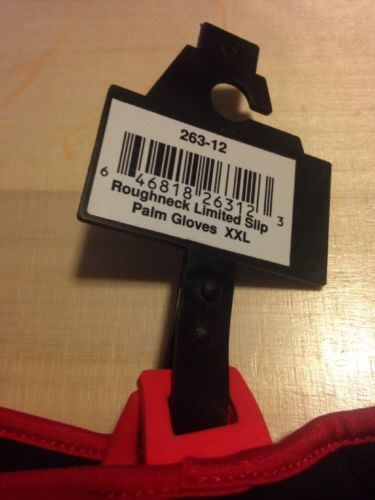 263-12
6 46818 26312 3
Roughneck Limited Slip
Palm Gloves XXL